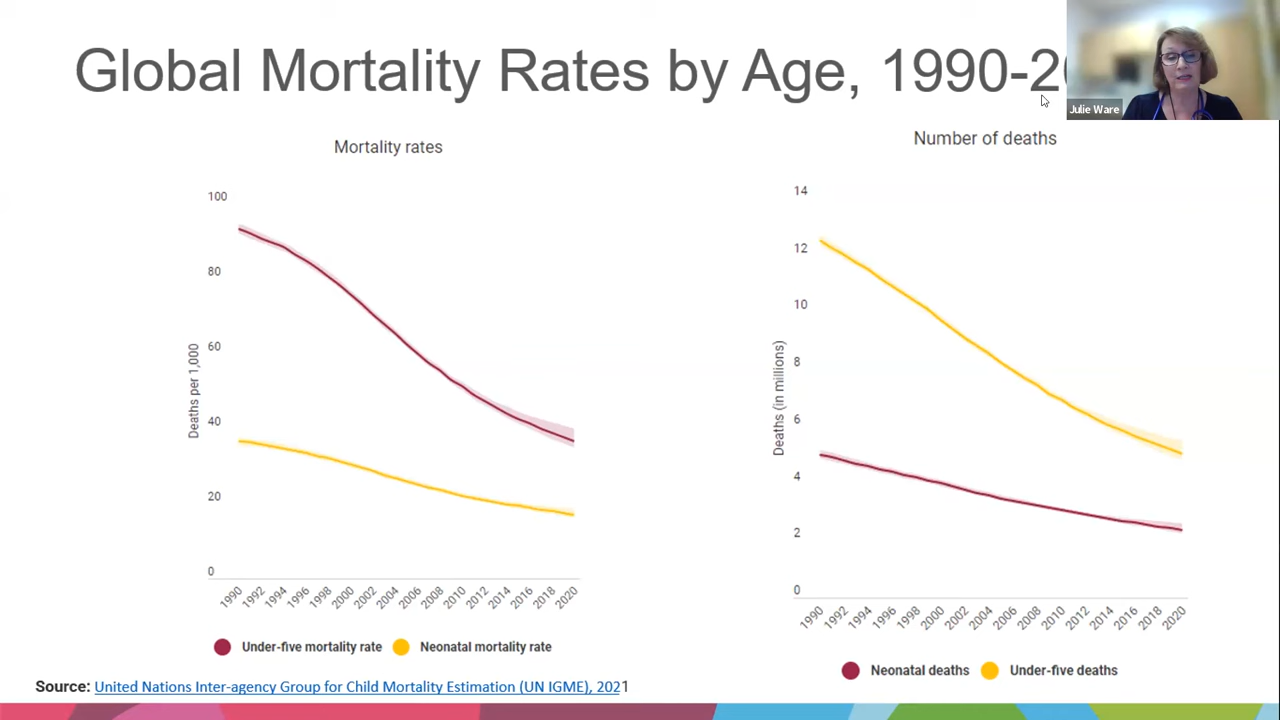 Global Mortality Rates by Age, 1990-2
Julie Ware
Mortality rates
100
80
60
40
20
0
Deaths per 1,000
1990 1992 1994 1996 1998 2000 2002 2004 2006 2008 2010 2012 2014 2016 2018 2020
Under-five mortality rate Neonatal mortality rate
Number of deaths
14
12
10
8
6
4
2
0
Deaths (in millions)
1990 1992 1994 1996 1998 2000 2002 2004 2006 2008 2010 2012 2014 2016 2018 2020
Neonatal deaths Under-five deaths
Source: United Nations Inter-agency Group for Child Mortality Estimation (UN IGME), 2021